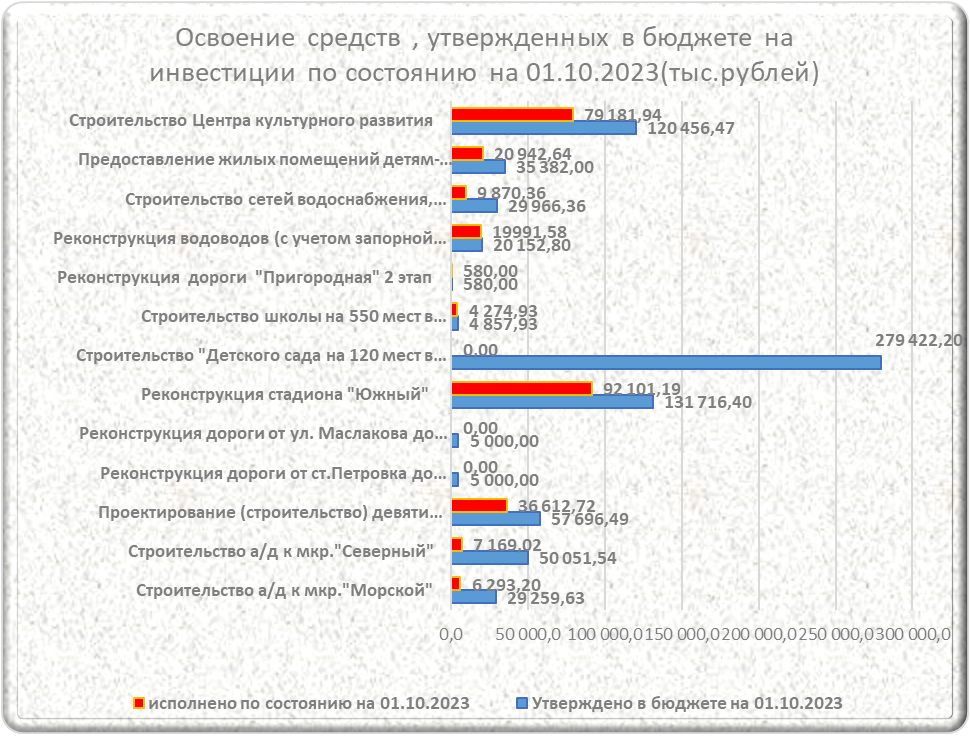 Освоение средств , утвержденных в бюджете на
инвестиции по состоянию на 01.10.2023(тыс.рублей)
Строительство Центра культурного развития
79 181,94
120 456,47
Предоставление жилых помещений детям-...
20 942,64
35 382,00
Строительство сетей водоснабжения,...
9 870,36
29 966,36
Реконструкция водоводов (с учетом запорной...
19991,58
20 152,80
Реконструкция дороги "Пригородная" 2 этап
580,00
580,00
Строительство школы на 550 мест в...
4 274,93
4 857,93
Строительство "Детского сада на 120 мест в...
0,00
279 422,20
Реконструкция стадиона "Южный"
92 101,19
131 716,40
Реконструкция дороги от ул. Маслакова до...
0,00
5 000,00
Реконструкция дороги от ст.Петровка до...
0,00
5 000,00
Проектирование (строительство) девяти...
36 612,72
57 696,49
Строительство а/д к мкр."Северный"
7 169,02
50 051,54
Строительство а/д к мкр."Морской"
6 293,20
29 259,63
0,0 50 000,0 100 000,0 150 000,0 200 000,0 250 000,0 300 000,0
исполнено по состоянию на 01.10.2023 Утверждено в бюджете на 01.10.2023